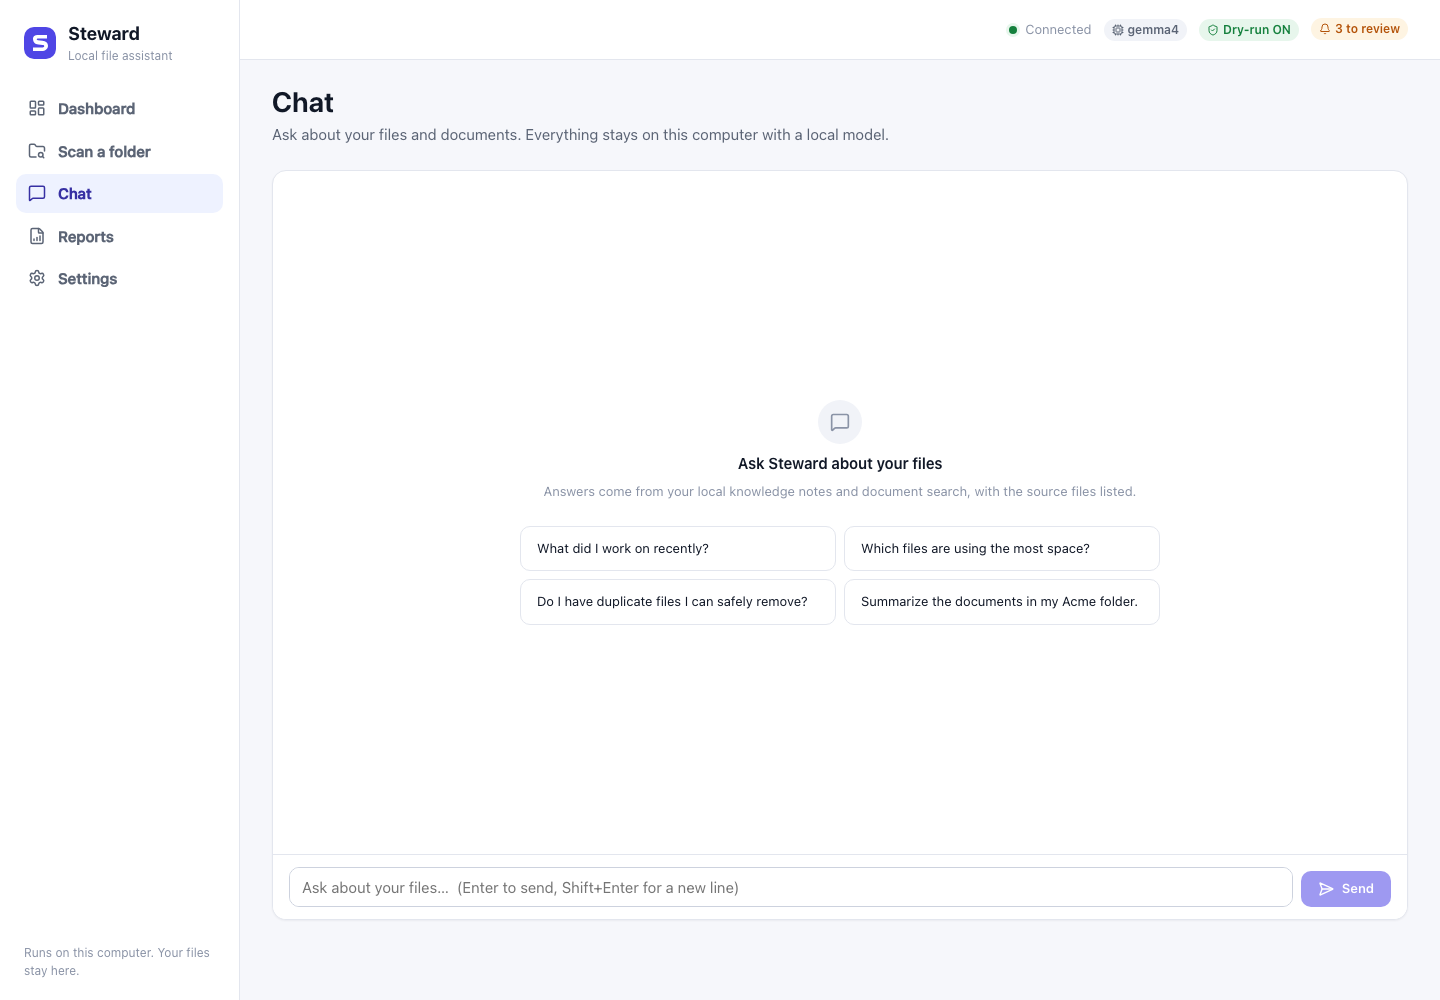 Steward
Local file assistant
Dashboard
Scan a folder
Chat
Reports
Settings
Runs on this computer. Your files
stay here.
Connected
gemma4
Dry-run ON
3 to review
Chat
Ask about your files and documents. Everything stays on this computer with a local model.
Ask Steward about your files
Answers come from your local knowledge notes and document search, with the source files listed.
What did I work on recently?
Which files are using the most space?
Do I have duplicate files I can safely remove?
Summarize the documents in my Acme folder.
Ask about your files... (Enter to send, Shift+Enter for a new line)
Send